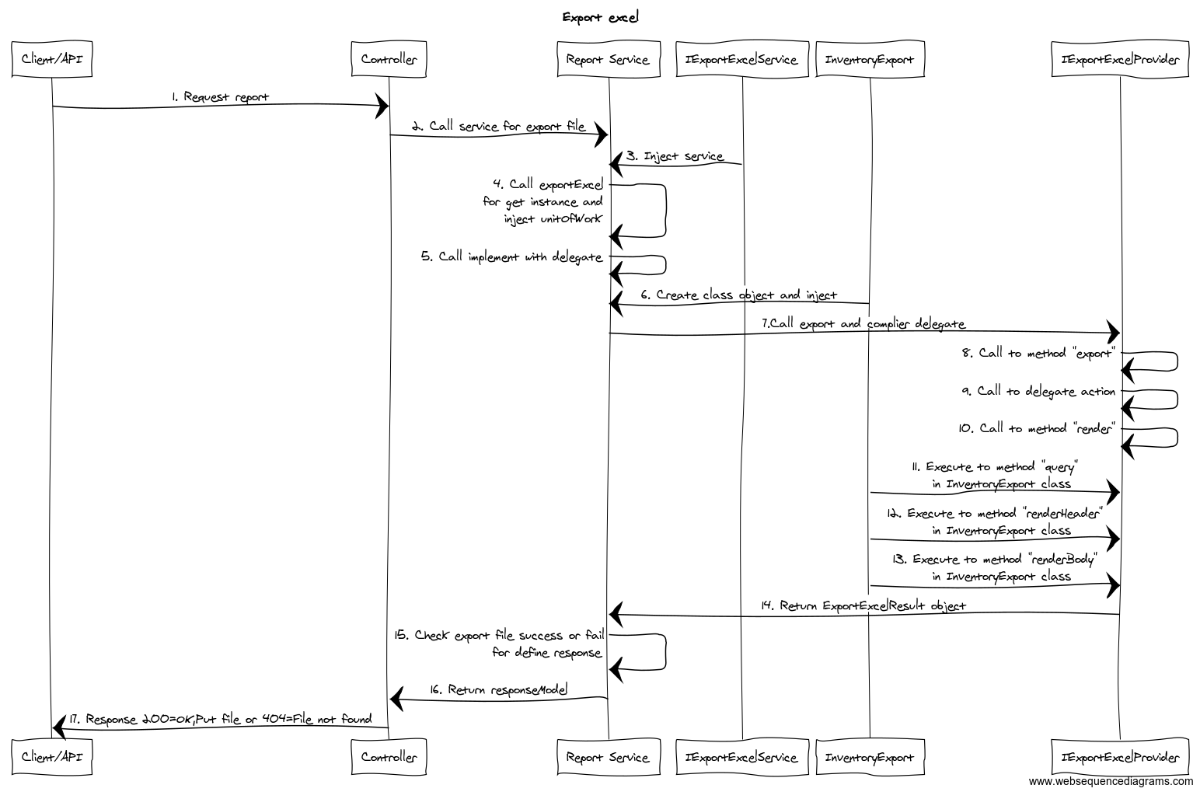 Export excel
Client/API
Controller
Report Service
IExportExcelService
InventoryExport
IExportExcelProvider
1. Request report
2. Call service for export file
3. Inject service
4. Call exportExcel
for get instance and
inject unitOfWork
5. Call implement with delegate
6. Create class object and inject
7.Call export and complier delegate
8. Call to method "export"
9. Call to delegate action
10. Call to method "render"
11. Execute to method "query"
in InventoryExport class
12. Execute to method "renderHeader"
in InventoryExport class
13. Execute to method "renderBody"
in InventoryExport class
14. Return ExportExcelResult object
15. Check export file success or fail
for define response
16. Return responseModel
17. Response 200=OK,Put file or 404=File not found
Client/API
Controller
Report Service
IExportExcelService
InventoryExport
IExportExcelProvider
www.websequencediagrams.com